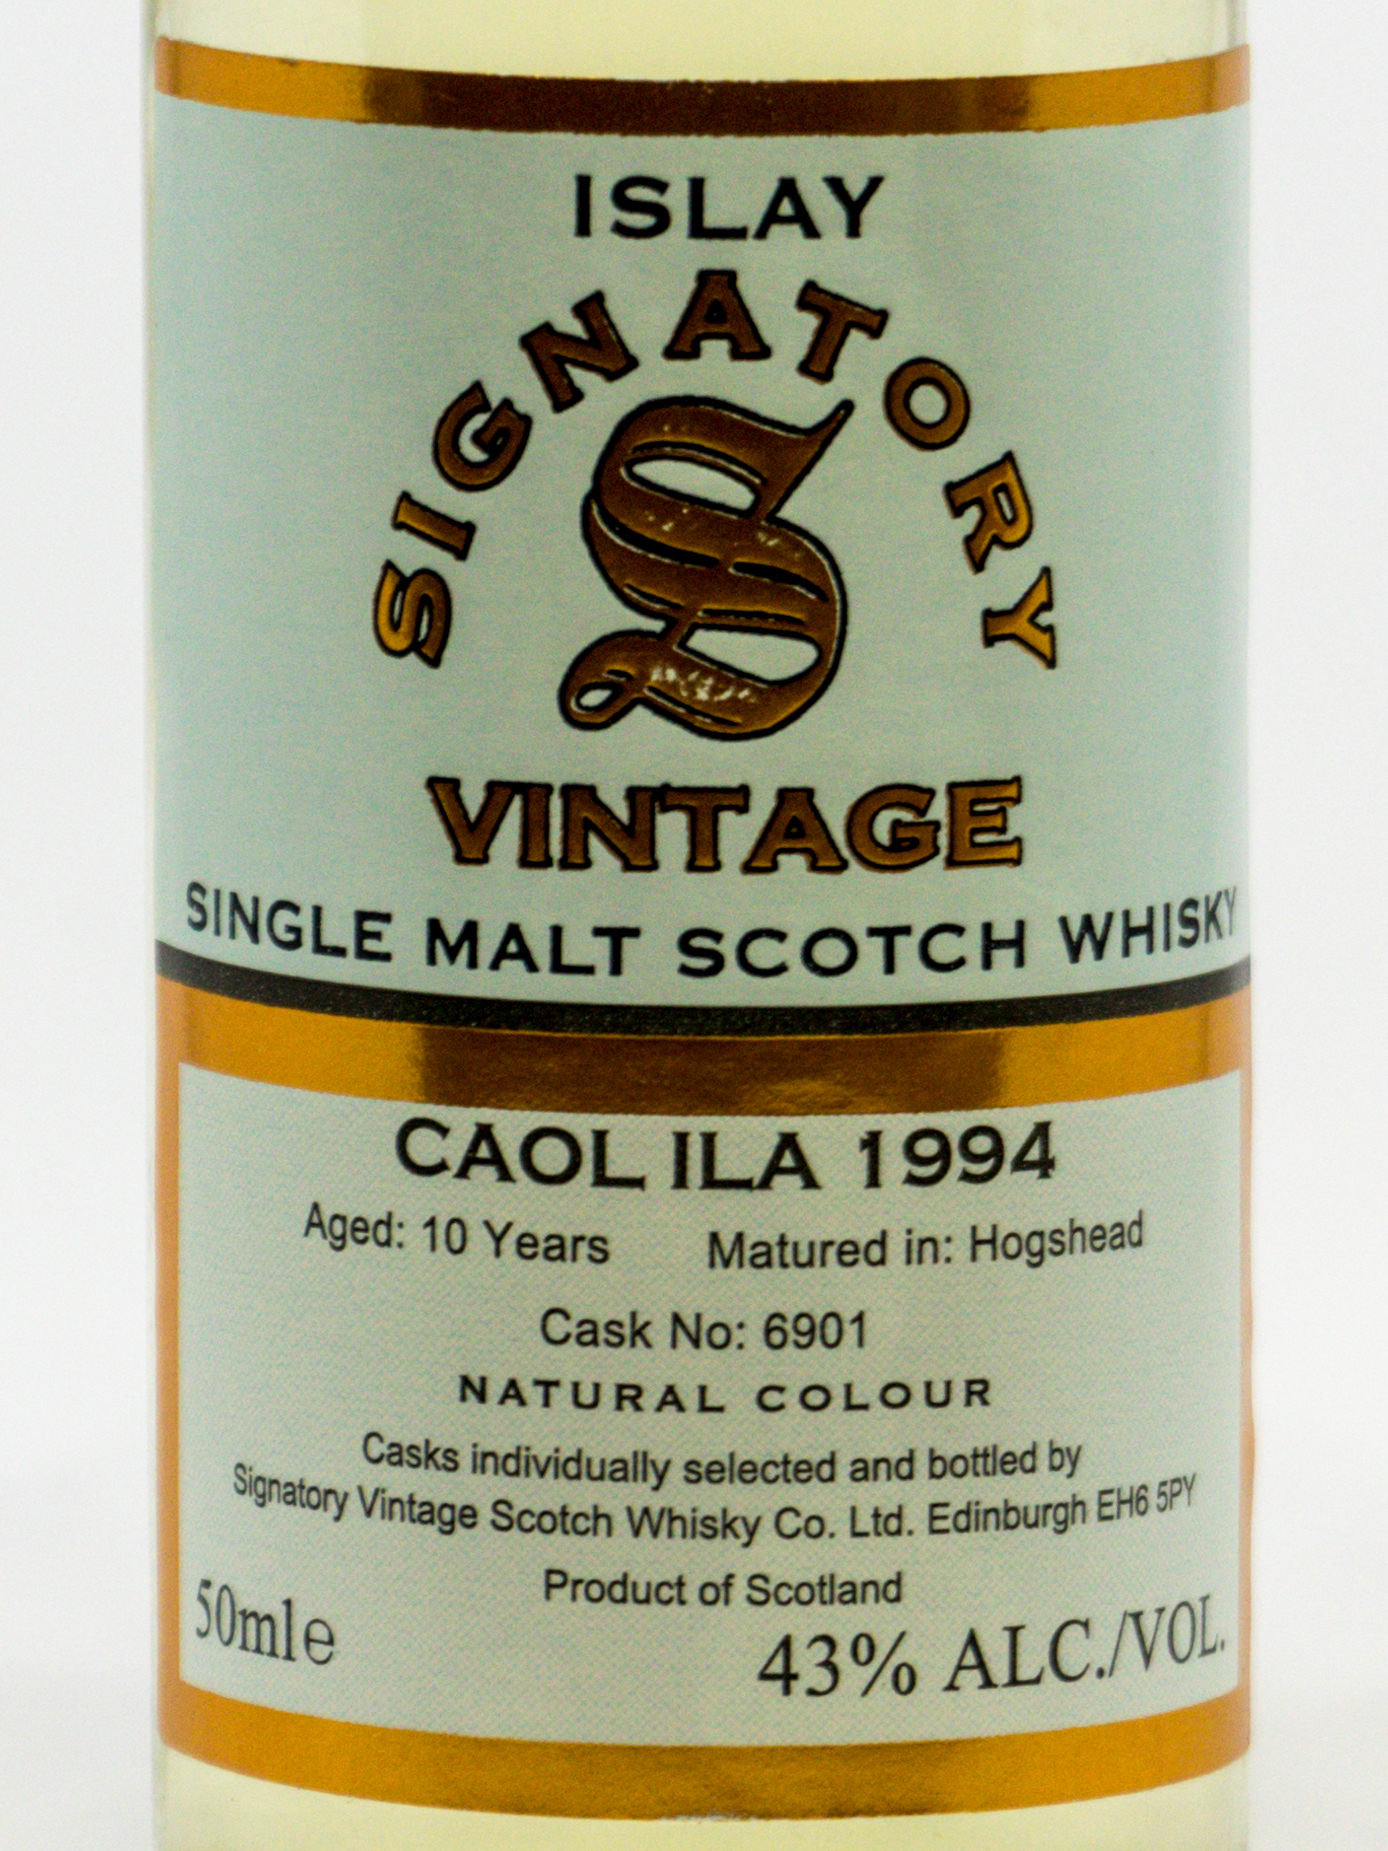 ISLAY
SIGNATORY
S
VINTAGE
SINGLE MALT SCOTCH WHISKY
CAOL ILA 1994
Aged: 10 Years Matured in: Hogshead
Cask No: 6901
NATURAL COLOUR
Casks individually selected and bottled by
Signatory Vintage Scotch Whisky Co. Ltd. Edinburgh EH6 5PY
Product of Scotland
50ml℮ 43% ALC./VOL.